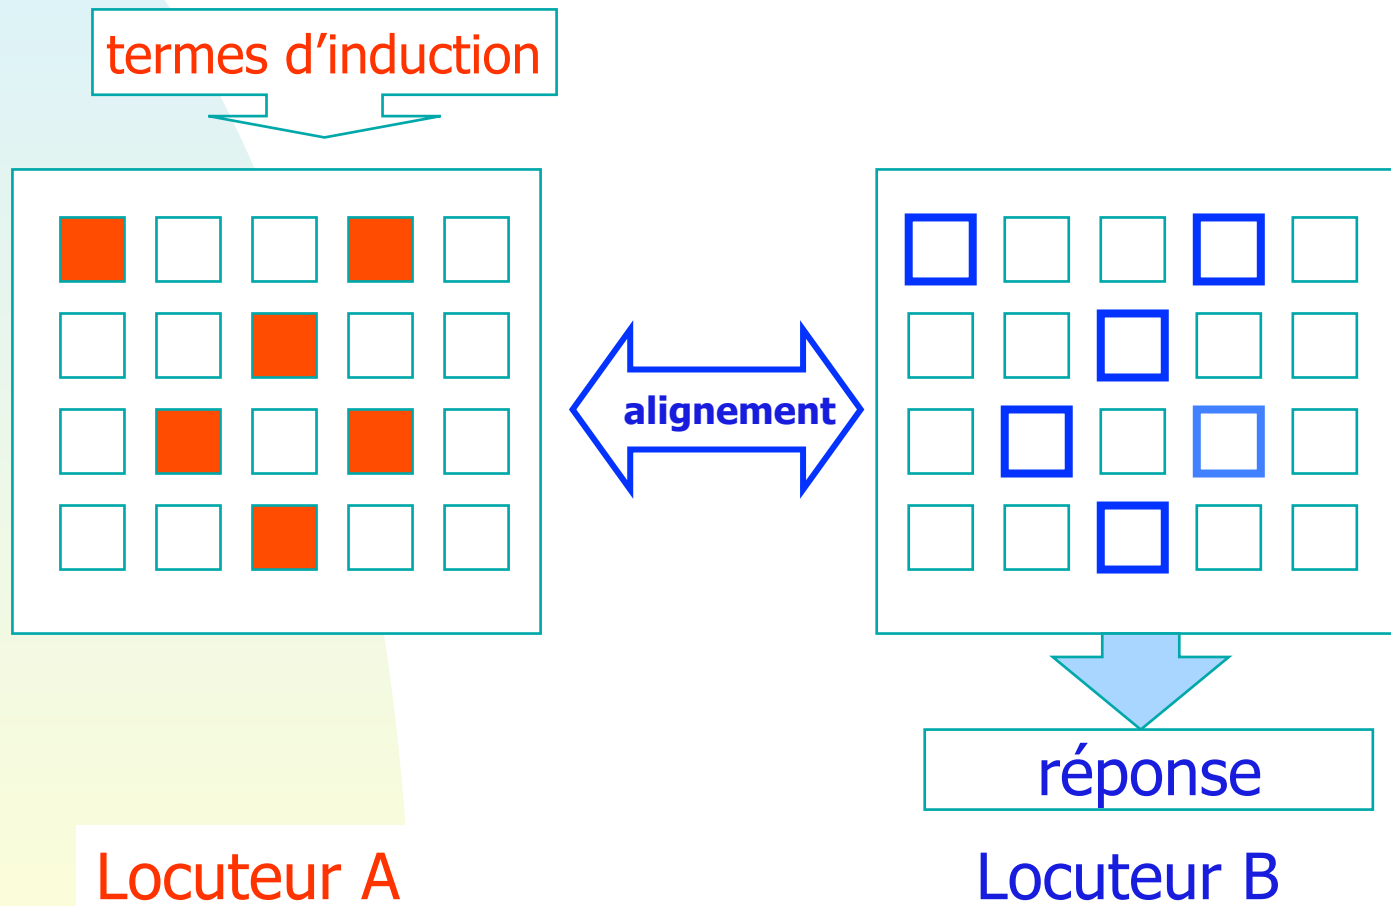 termes d’induction
alignement
réponse
Locuteur A
Locuteur B